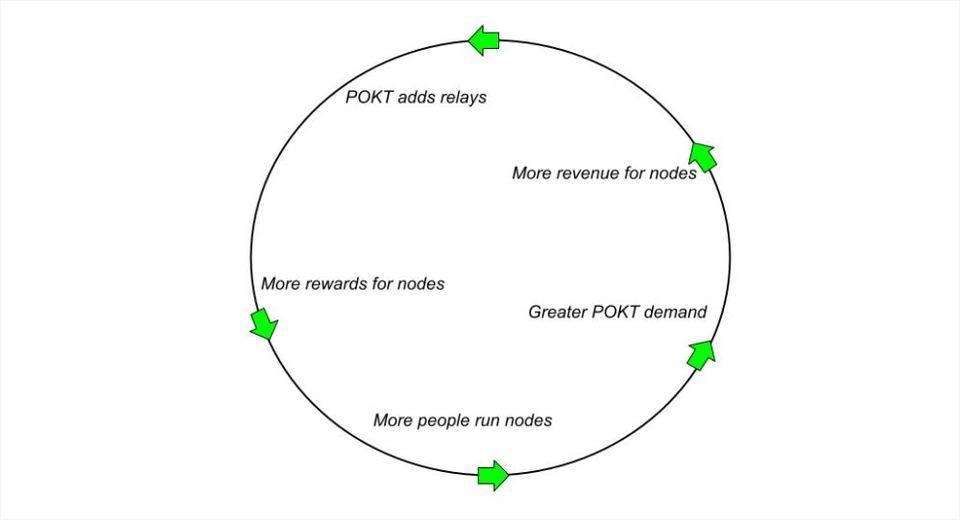 POKT adds relays
More revenue for nodes
More rewards for nodes
Greater POKT demand
More people run nodes